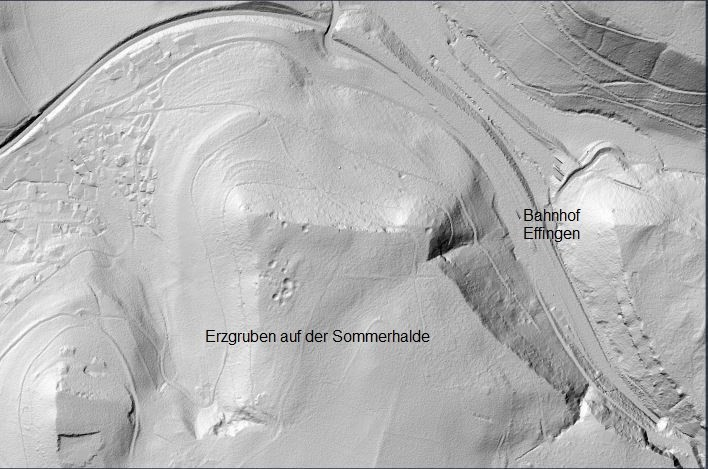 Bahnhof
Effingen
Erzgruben auf der Sommerhalde